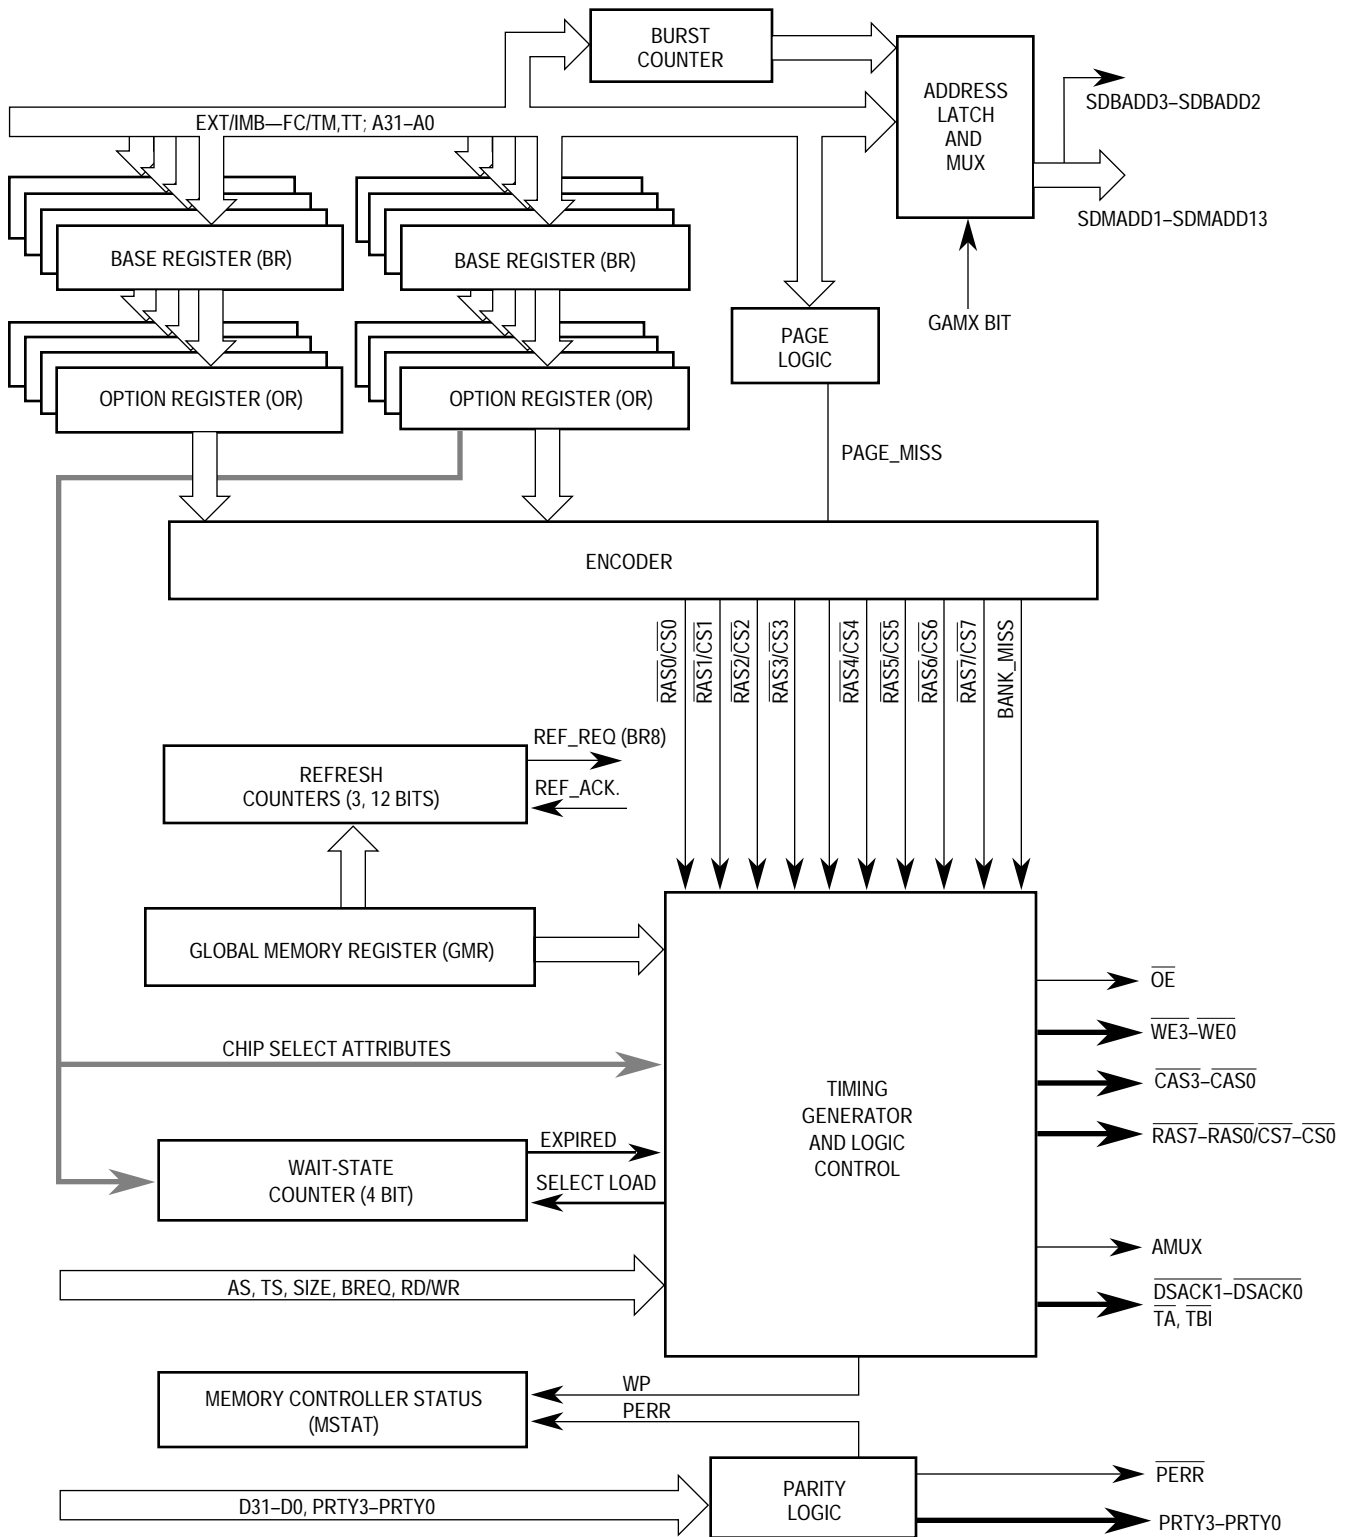 BURST
COUNTER
ADDRESS
LATCH
AND
MUX
SDBADD3–SDBADD2
EXT/IMB—FC/TM,TT; A31–A0
SDMADD1–SDMADD13
BASE REGISTER (BR)
BASE REGISTER (BR)
GAMX BIT
PAGE
LOGIC
OPTION REGISTER (OR)
OPTION REGISTER (OR)
PAGE_MISS
ENCODER
RAS0/CS0
RAS1/CS1
RAS2/CS2
RAS3/CS3
RAS4/CS4
RAS5/CS5
RAS6/CS6
RAS7/CS7
BANK_MISS
REF_REQ (BR8)
REFRESH
COUNTERS (3, 12 BITS)
REF_ACK.
GLOBAL MEMORY REGISTER (GMR)
OE
WE3–WE0
CHIP SELECT ATTRIBUTES
CAS3–CAS0
TIMING
GENERATOR
AND LOGIC
CONTROL
RAS7–RAS0/CS7–CS0
EXPIRED
WAIT-STATE
COUNTER (4 BIT)
SELECT LOAD
AMUX
AS, TS, SIZE, BREQ, RD/WR
DSACK1–DSACK0
TA, TBI
WP
MEMORY CONTROLLER STATUS
(MSTAT)
PERR
PERR
PARITY
LOGIC
D31–D0, PRTY3–PRTY0
PRTY3–PRTY0